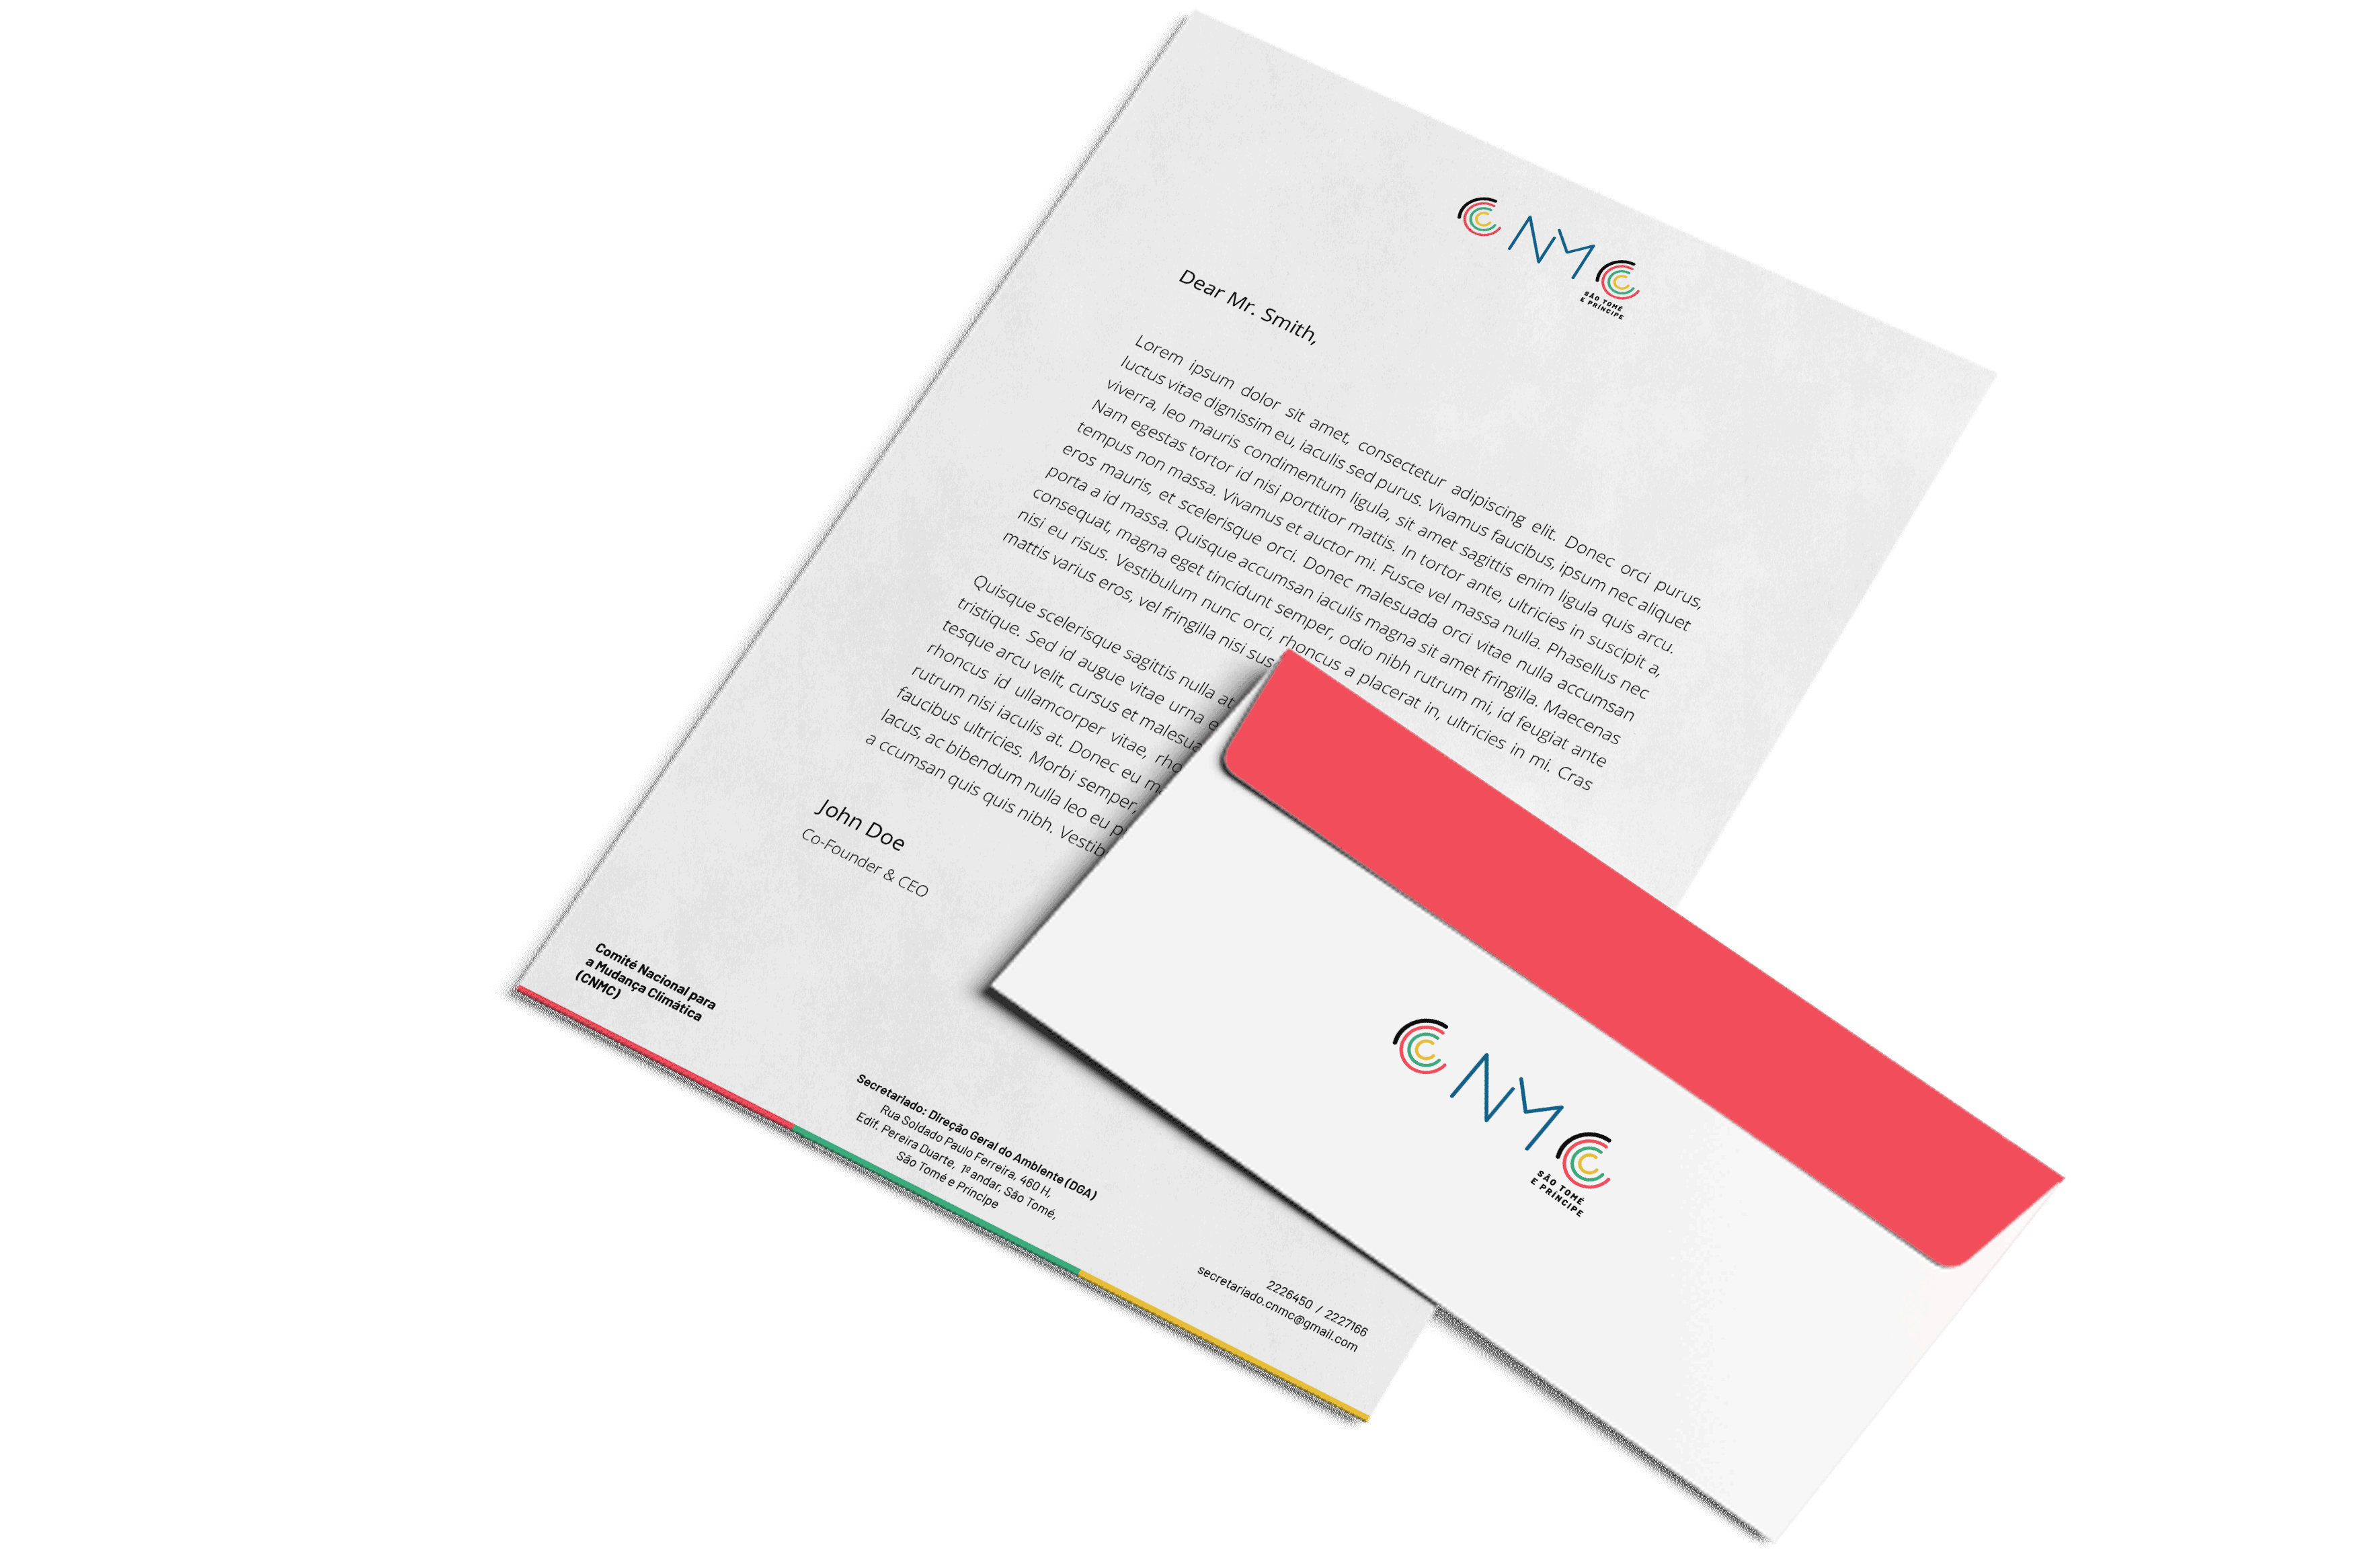 CNMC
SÃO TOMÉ
E PRÍNCIPE
Dear Mr. Smith,
Lorem ipsum dolor sit amet, consectetur adipiscing elit. Donec orci purus,
luctus vitae dignissim eu, iaculis sed purus. Vivamus faucibus, ipsum nec aliquet
viverra, leo mauris condimentum ligula, sit amet sagittis enim ligula quis arcu.
Nam egestas tortor id nisi porttitor mattis. In tortor ante, ultricies in suscipit a,
tempus non massa. Vivamus et auctor mi. Fusce vel massa nulla. Phasellus nec
eros mauris, et scelerisque orci. Donec malesuada orci vitae nulla accumsan
porta a id massa. Quisque accumsan iaculis magna sit amet fringilla. Maecenas
consequat, magna eget tincidunt semper, odio nibh rutrum mi, id feugiat ante
nisi eu risus. Vestibulum nunc orci, rhoncus a placerat in, ultricies in mi. Cras
mattis varius eros, vel fringilla nisi sus
Quisque scelerisque sagittis nulla at
tristique. Sed id augue vitae urna e
tesque arcu velit, cursus et malesua
rhoncus id ullamcorper vitae, rho
rutrum nisi iaculis at. Donec eu ma
faucibus ultricies. Morbi semper,
lacus, ac bibendum nulla leo eu p
a ccumsan quis quis nibh. Vestib
John Doe
Co-Founder & CEO
Comité Nacional para
a Mudança Climática
(CNMC)
Secretariado: Direção Geral do Ambiente (DGA)
Rua Soldado Paulo Ferreira, 460 H,
Edif. Pereira Duarte, 1º andar, São Tomé,
São Tomé e Príncipe
2226450 / 2227166
secretariado.cnmc@gmail.com
CNMC
SÃO TOMÉ
E PRÍNCIPE